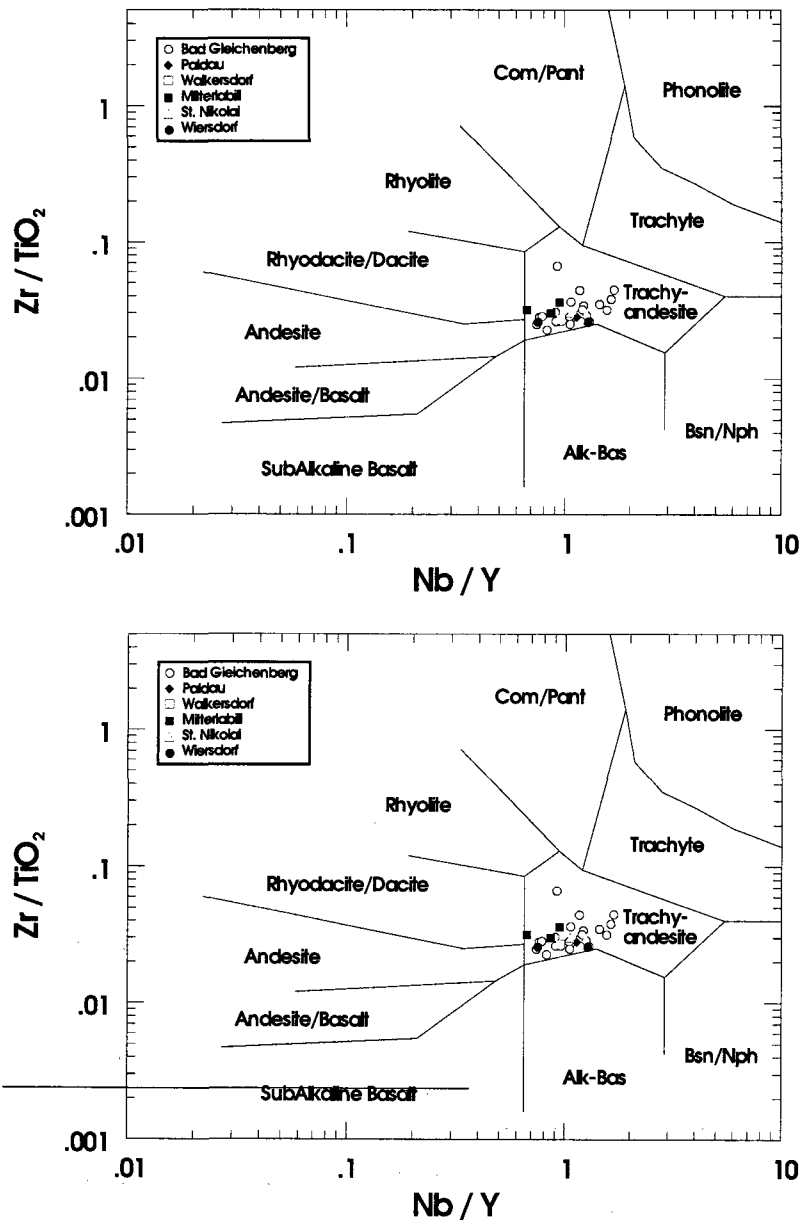 Bad Gleichenberg
Paldau
Walkersdorf
Mitterlabill
St. Nikolai
Wiersdorf
Com/Pant
Phonolite
Rhyolite
Trachyte
Rhyodacite/Dacite
Trachy-
andesite
Andesite
Andesite/Basalt
Bsn/Nph
SubAlkaline Basalt
Alk-Bas
1
.1
.01
.001
Zr / TiO₂
.01
.1
1
10
Nb / Y
Bad Gleichenberg
Paldau
Walkersdorf
Mitterlabill
St. Nikolai
Wiersdorf
Com/Pant
Phonolite
Rhyolite
Trachyte
Rhyodacite/Dacite
Trachy-
andesite
Andesite
Andesite/Basalt
Bsn/Nph
SubAlkaline Basalt
Alk-Bas
1
.1
.01
.001
Zr / TiO₂
.01
.1
1
10
Nb / Y